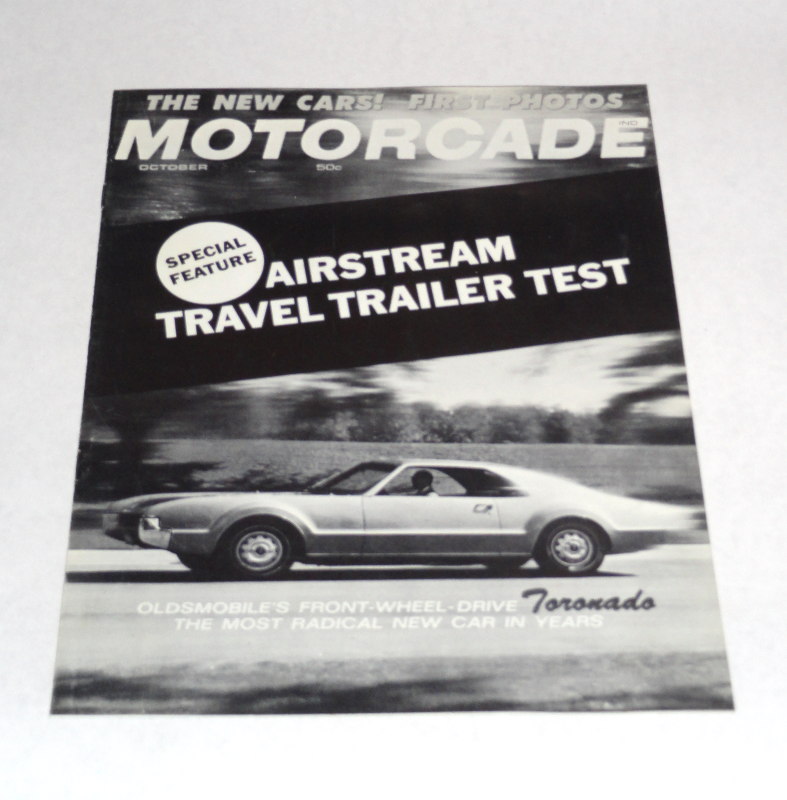 THE NEW CARS! FIRST PHOTOS
MOTORCADE
IND
OCTOBER 50c
SPECIAL
FEATURE
AIRSTREAM
TRAVEL TRAILER TEST
OLDSMOBILE'S FRONT-WHEEL-DRIVE Toronado
THE MOST RADICAL NEW CAR IN YEARS